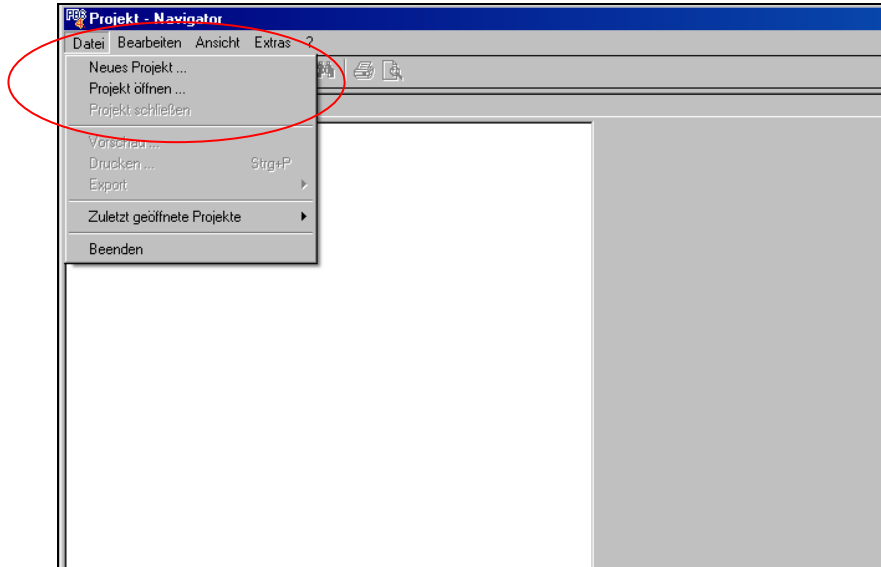 Projekt - Navigator
Datei Bearbeiten Ansicht Extras ?
Neues Projekt ...
Projekt öffnen ...
Projekt schließen
Vorschau ...
Drucken ... Strg+P
Export
Zuletzt geöffnete Projekte
Beenden